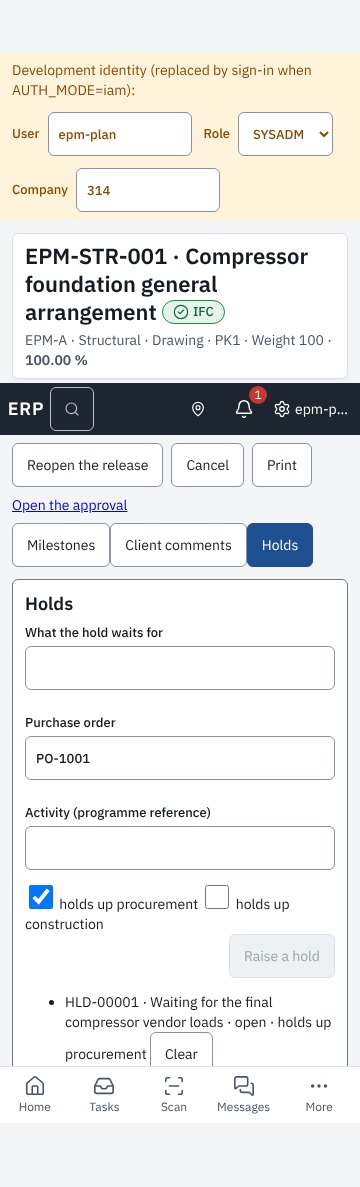 Development identity (replaced by sign-in when
AUTH_MODE=iam):
User epm-plan Role SYSADM
Company 314
EPM-STR-001 · Compressor
foundation general
arrangement IFC
EPM-A · Structural · Drawing · PK1 · Weight 100 ·
100.00 %
ERP 1 epm-p...
Reopen the release Cancel Print
Open the approval
Milestones Client comments Holds
Holds
What the hold waits for
Purchase order
PO-1001
Activity (programme reference)
holds up procurement holds up
construction
Raise a hold
HLD-00001 · Waiting for the final
compressor vendor loads · open · holds up
procurement Clear
Home Tasks Scan Messages More